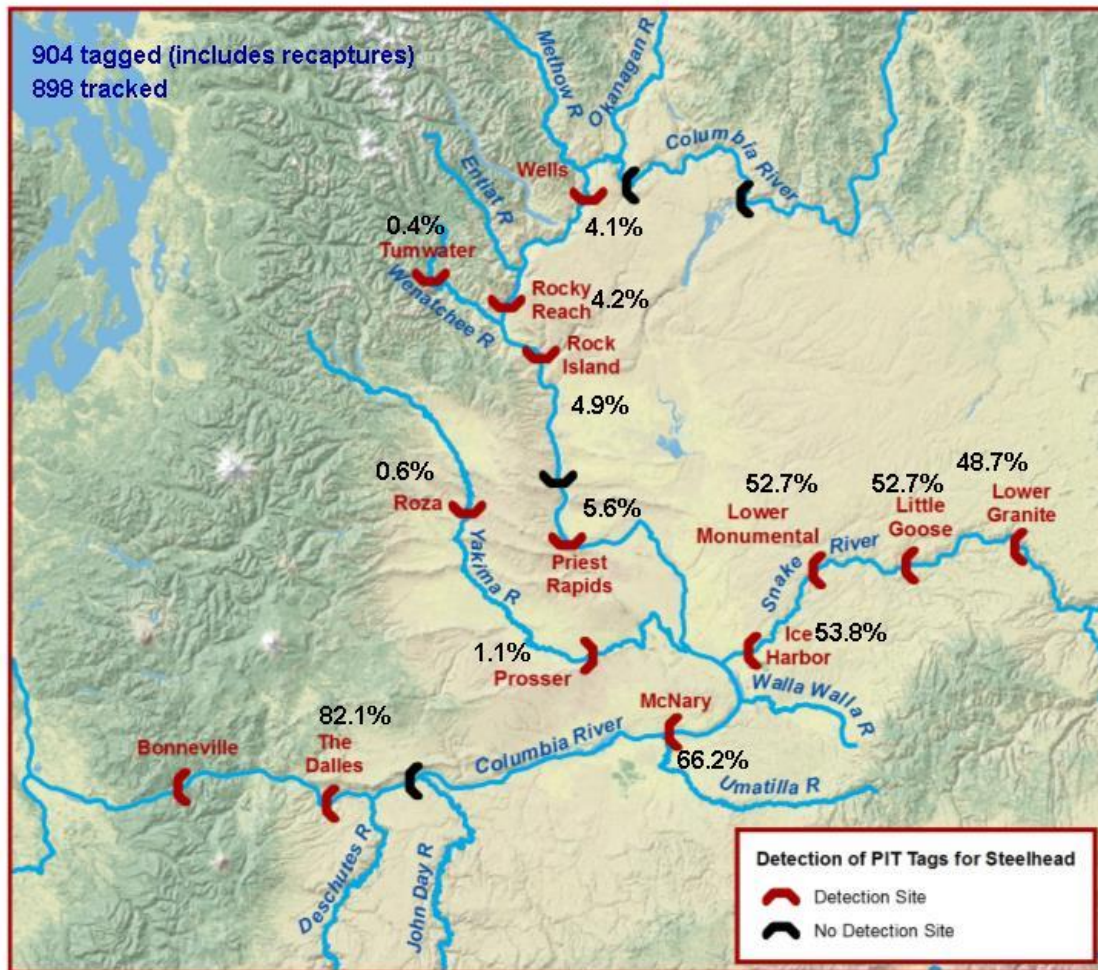 904 tagged (includes recaptures)
898 tracked
Methow R
Okanagan R
Columbia River
Entiat R
Wells
4.1%
0.4%
Tumwater
Wenatchee R
Rocky
Reach
4.2%
Rock
Island
4.9%
0.6%
Roza
Yakima R
5.6%
Priest
Rapids
52.7%
Lower
Monumental
52.7%
Little
Goose
48.7%
Lower
Granite
Snake
River
Ice
Harbor
53.8%
1.1%
Prosser
Walla Walla R
McNary
66.2%
Umatilla R
Columbia River
82.1%
The
Dalles
Bonneville
Deschutes R
John Day R
Detection of PIT Tags for Steelhead
Detection Site
No Detection Site